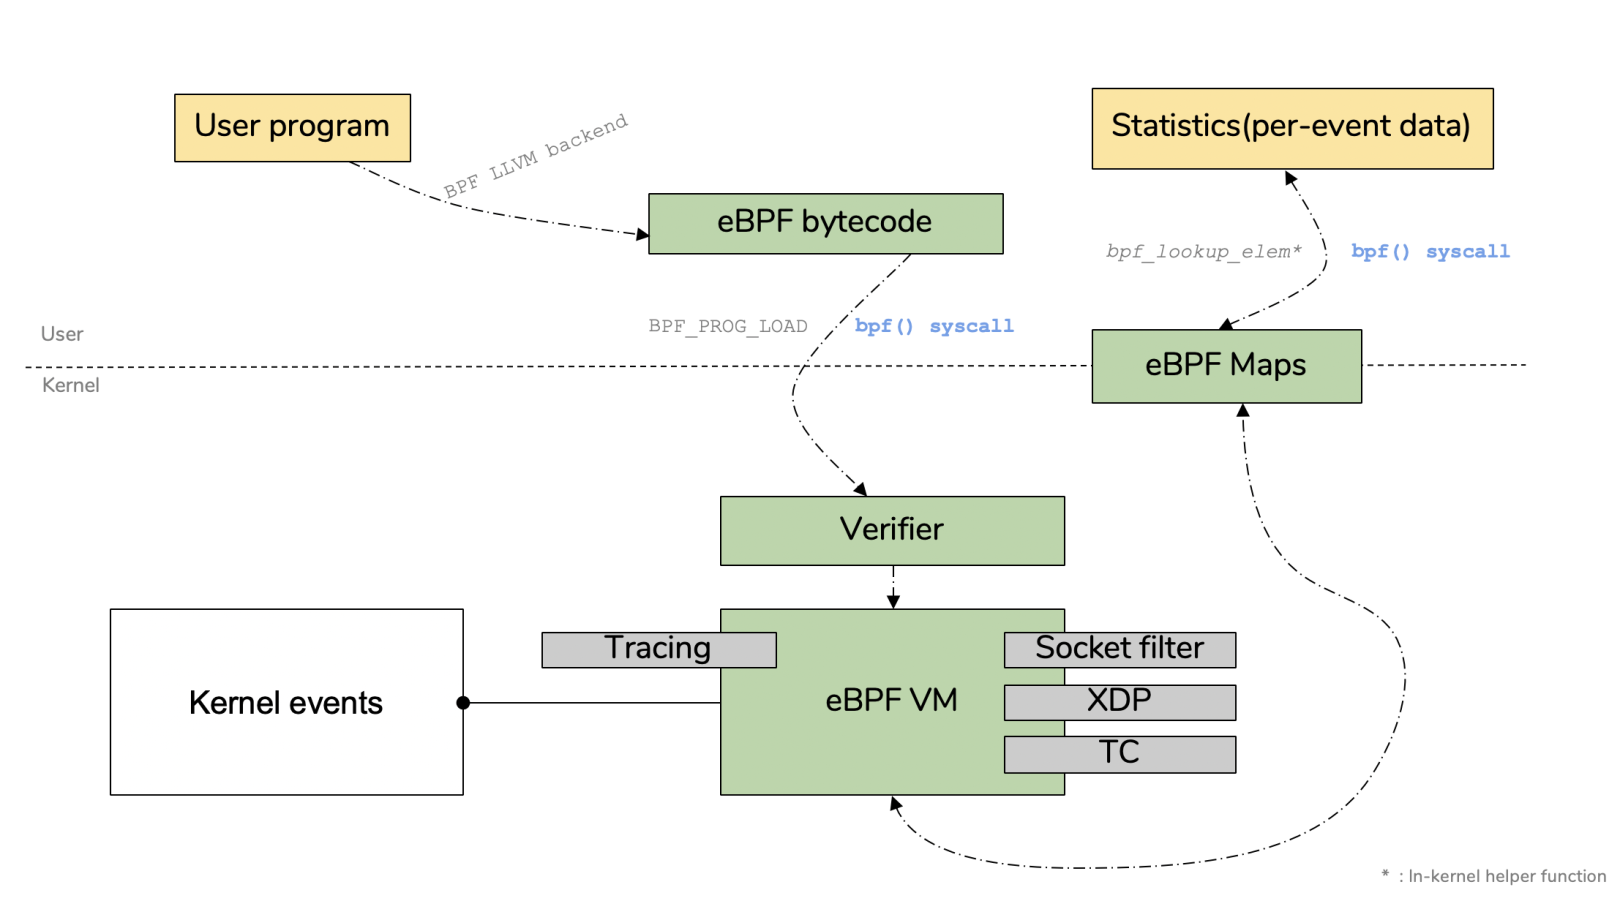 User program
BPF LLVM backend
Statistics(per-event data)
eBPF bytecode
bpf_lookup_elem*
bpf() syscall
BPF_PROG_LOAD
bpf() syscall
User
Kernel
eBPF Maps
Verifier
Kernel events
Tracing
eBPF VM
Socket filter
XDP
TC
* : In-kernel helper function